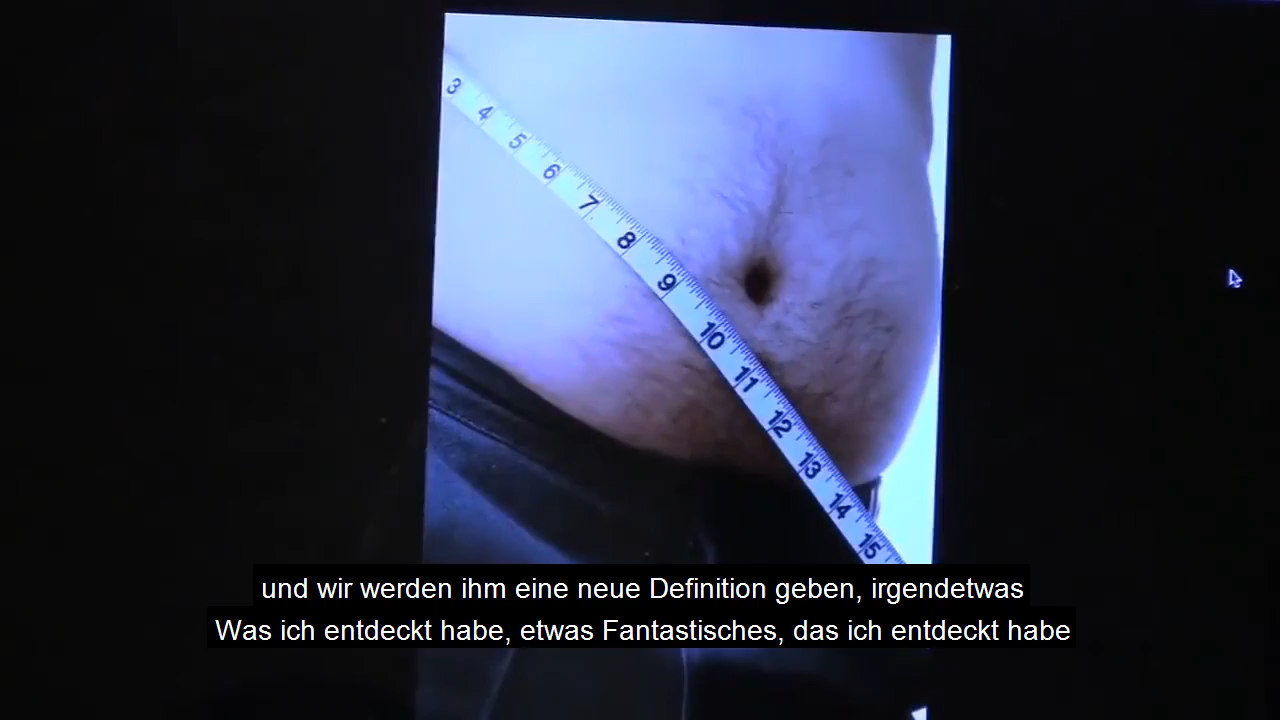 3 4 5 6 7 8 9 10 11 12 13 14 15
und wir werden ihm eine neue Definition geben, irgendetwas
Was ich entdeckt habe, etwas Fantastisches, das ich entdeckt habe